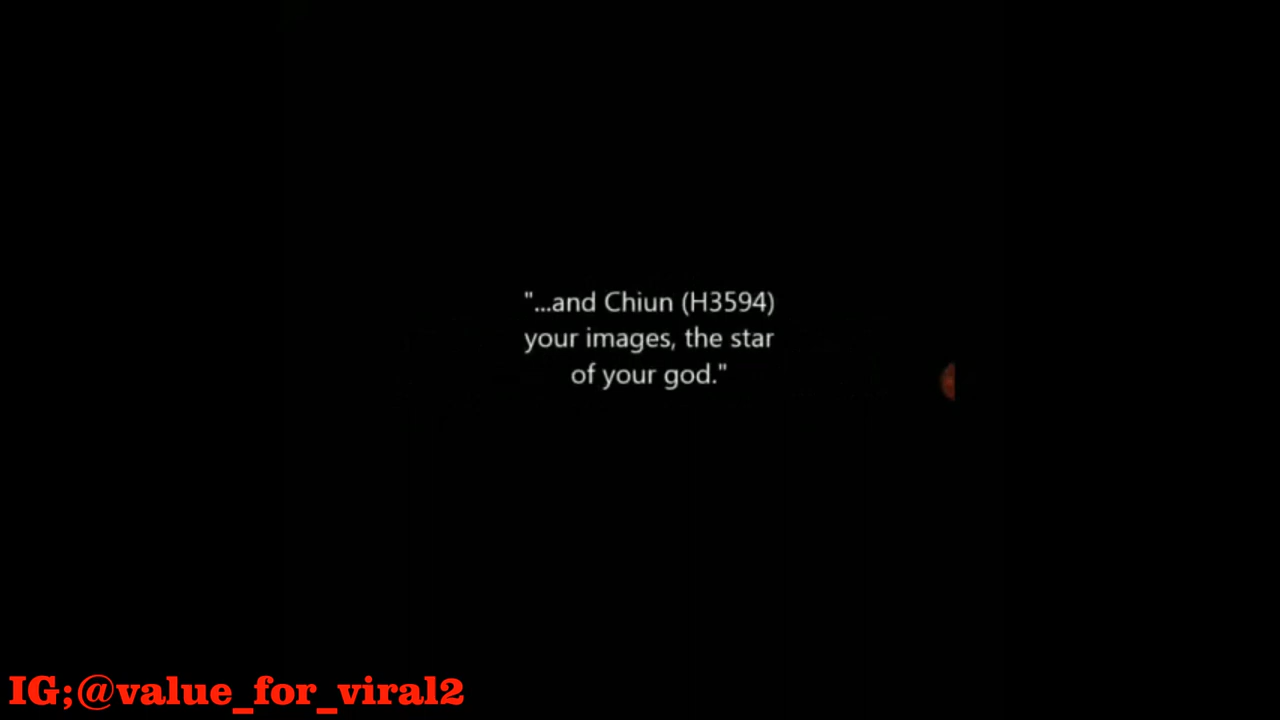 "...and Chiun (H3594)
your images, the star
of your god."
IG;@value_for_viral2